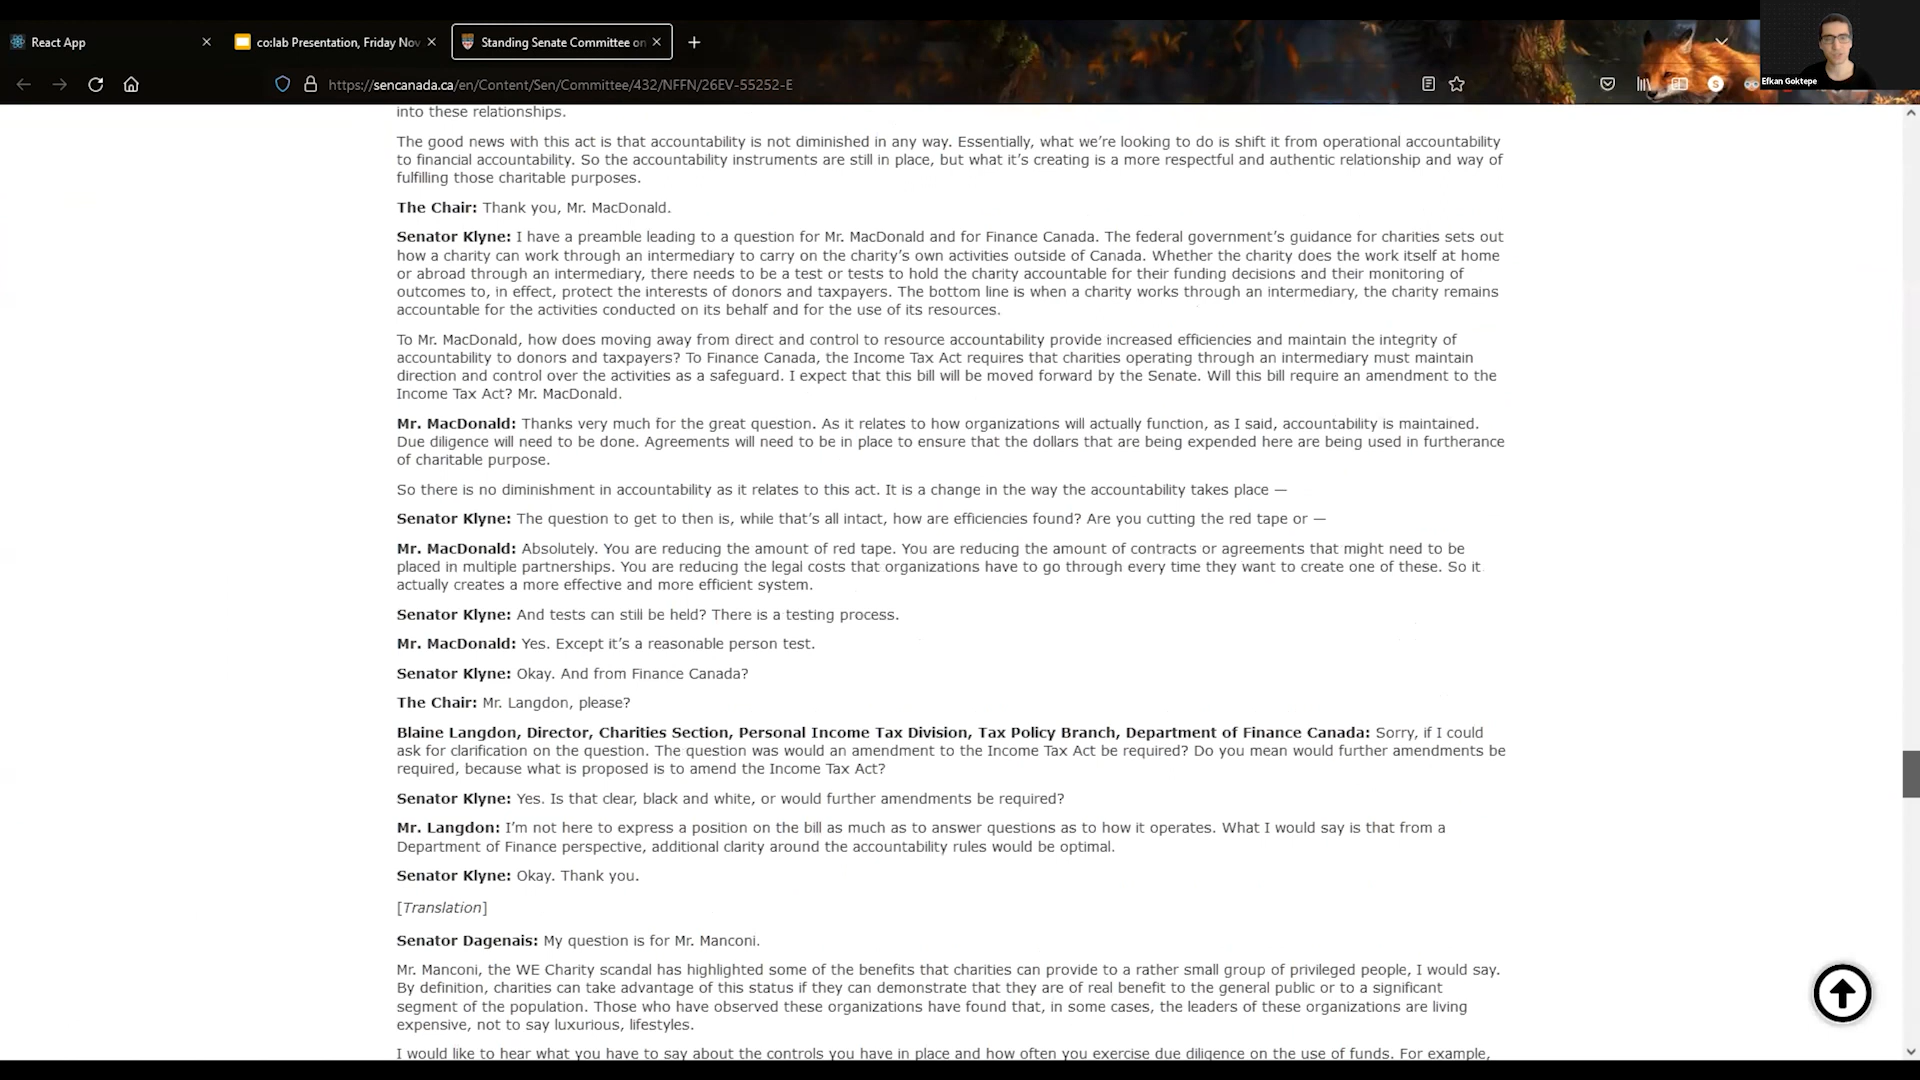 React App
co:lab Presentation, Friday Nov
Standing Senate Committee on
Efkan Goktepe
https://sencanada.ca/en/Content/Sen/Committee/432/NFFN/26EV-55252-E
into these relationships.
The good news with this act is that accountability is not diminished in any way. Essentially, what we're looking to do is shift it from operational accountability
to financial accountability. So the accountability instruments are still in place, but what it's creating is a more respectful and authentic relationship and way of
fulfilling those charitable purposes.
The Chair: Thank you, Mr. MacDonald.
Senator Klyne: I have a preamble leading to a question for Mr. MacDonald and for Finance Canada. The federal government's guidance for charities sets out
how a charity can work through an intermediary to carry on the charity's own activities outside of Canada. Whether the charity does the work itself at home
or abroad through an intermediary, there needs to be a test or tests to hold the charity accountable for their funding decisions and their monitoring of
outcomes to, in effect, protect the interests of donors and taxpayers. The bottom line is when a charity works through an intermediary, the charity remains
accountable for the activities conducted on its behalf and for the use of its resources.
To Mr. MacDonald, how does moving away from direct and control to resource accountability provide increased efficiencies and maintain the integrity of
accountability to donors and taxpayers? To Finance Canada, the Income Tax Act requires that charities operating through an intermediary must maintain
direction and control over the activities as a safeguard. I expect that this bill will be moved forward by the Senate. Will this bill require an amendment to the
Income Tax Act? Mr. MacDonald.
Mr. MacDonald: Thanks very much for the great question. As it relates to how organizations will actually function, as I said, accountability is maintained.
Due diligence will need to be done. Agreements will need to be in place to ensure that the dollars that are being expended here are being used in furtherance
of charitable purpose.
So there is no diminishment in accountability as it relates to this act. It is a change in the way the accountability takes place —
Senator Klyne: The question to get to then is, while that's all intact, how are efficiencies found? Are you cutting the red tape or —
Mr. MacDonald: Absolutely. You are reducing the amount of red tape. You are reducing the amount of contracts or agreements that might need to be
placed in multiple partnerships. You are reducing the legal costs that organizations have to go through every time they want to create one of these. So it
actually creates a more effective and more efficient system.
Senator Klyne: And tests can still be held? There is a testing process.
Mr. MacDonald: Yes. Except it's a reasonable person test.
Senator Klyne: Okay. And from Finance Canada?
The Chair: Mr. Langdon, please?
Blaine Langdon, Director, Charities Section, Personal Income Tax Division, Tax Policy Branch, Department of Finance Canada: Sorry, if I could
ask for clarification on the question. The question was would an amendment to the Income Tax Act be required? Do you mean would further amendments be
required, because what is proposed is to amend the Income Tax Act?
Senator Klyne: Yes. Is that clear, black and white, or would further amendments be required?
Mr. Langdon: I'm not here to express a position on the bill as much as to answer questions as to how it operates. What I would say is that from a
Department of Finance perspective, additional clarity around the accountability rules would be optimal.
Senator Klyne: Okay. Thank you.
[Translation]
Senator Dagenais: My question is for Mr. Manconi.
Mr. Manconi, the WE Charity scandal has highlighted some of the benefits that charities can provide to a rather small group of privileged people, I would say.
By definition, charities can take advantage of this status if they can demonstrate that they are of real benefit to the general public or to a significant
segment of the population. Those who have observed these organizations have found that, in some cases, the leaders of these organizations are living
expensive, not to say luxurious, lifestyles.
I would like to hear what you have to say about the controls you have in place and how often you exercise due diligence on the use of funds. For example,